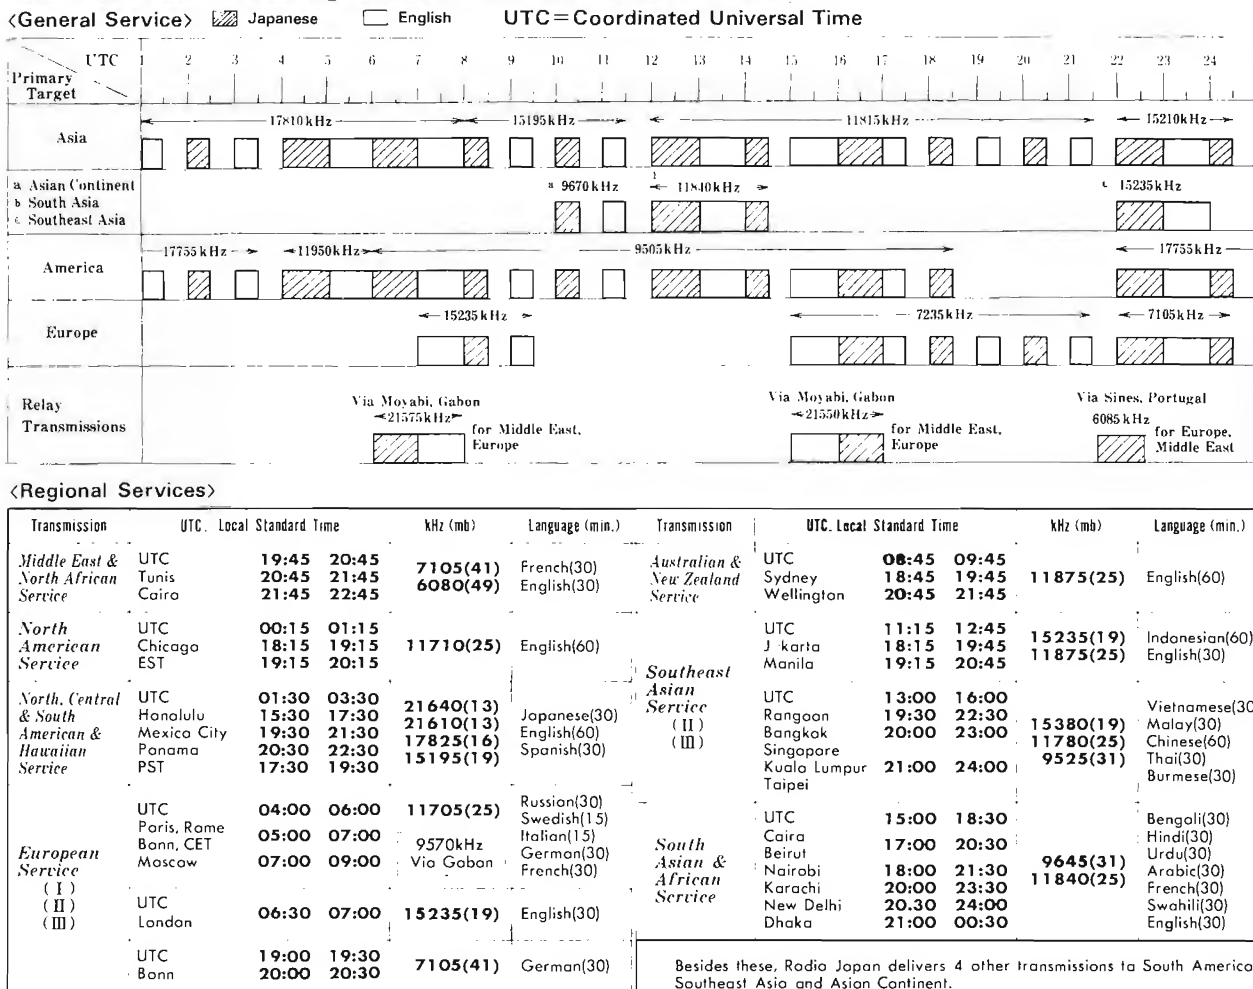 <General Service> Japanese English UTC=Coordinated Universal Time
UTC 1 2 3 4 5 6 7 8 9 10 11 12 13 14 15 16 17 18 19 20 21 22 23 24
Primary
Target
17810kHz 15195kHz 11815kHz 15210kHz
Asia
a Asian Continent a 9670kHz b 11840kHz c 15235kHz
b South Asia
c Southeast Asia
17755kHz 11950kHz 9505kHz 17755kHz
America
15235kHz 7235kHz 7105kHz
Europe
Relay
Transmissions
Via Moyabi, Gabon
21575kHz
for Middle East,
Europe
Via Moyabi, Gabon
21550kHz
for Middle East,
Europe
Via Sines, Portugal
6085kHz
for Europe,
Middle East
<Regional Services>
Transmission UTC. Local Standard Time kHz (mb) Language (min.)
Middle East &
North African
Service
UTC 19:45 20:45
Tunis 20:45 21:45
Cairo 21:45 22:45
7105(41)
6080(49)
French(30)
English(30)
North
American
Service
UTC 00:15 01:15
Chicago 18:15 19:15
EST 19:15 20:15
11710(25)
English(60)
North, Central
& South
American &
Hawaiian
Service
UTC 01:30 03:30
Honolulu 15:30 17:30
Mexico City 19:30 21:30
Panama 20:30 22:30
PST 17:30 19:30
21640(13)
21610(13)
17825(16)
15195(19)
Japanese(30)
English(60)
Spanish(30)
European
Service
(I)
(II)
(III)
UTC 04:00 06:00
Paris, Rome
Bonn, CET 05:00 07:00
Moscow 07:00 09:00
11705(25)
9570kHz
Via Gabon
Russian(30)
Swedish(15)
Italian(15)
German(30)
French(30)
UTC
London
06:30 07:00 15235(19) English(30)
UTC 19:00 19:30
Bonn 20:00 20:30
7105(41) German(30)
Transmission UTC. Local Standard Time kHz (mb) Language (min.)
Australian &
New Zealand
Service
UTC 08:45 09:45
Sydney 18:45 19:45
Wellington 20:45 21:45
11875(25) English(60)
Southeast
Asian
Service
(II)
(III)
UTC 11:15 12:45
J karta 18:15 19:45
Manila 19:15 20:45
15235(19)
11875(25)
Indonesian(60)
English(30)
UTC 13:00 16:00
Rangoon 19:30 22:30
Bangkok 20:00 23:00
Singapore
Kuala Lumpur 21:00 24:00
Taipei
15380(19)
11780(25)
9525(31)
Vietnamese(30
Malay(30)
Chinese(60)
Thai(30)
Burmese(30)
South
Asian &
African
Service
UTC 15:00 18:30
Cairo
Beirut 17:00 20:30
Nairobi 18:00 21:30
Karachi 20:00 23:30
New Delhi 20.30 24:00
Dhaka 21:00 00:30
9645(31)
11840(25)
Bengali(30)
Hindi(30)
Urdu(30)
Arabic(30)
French(30)
Swahili(30)
English(30)
Besides these, Radio Japan delivers 4 other transmissions to South America
Southeast Asia and Asian Continent.